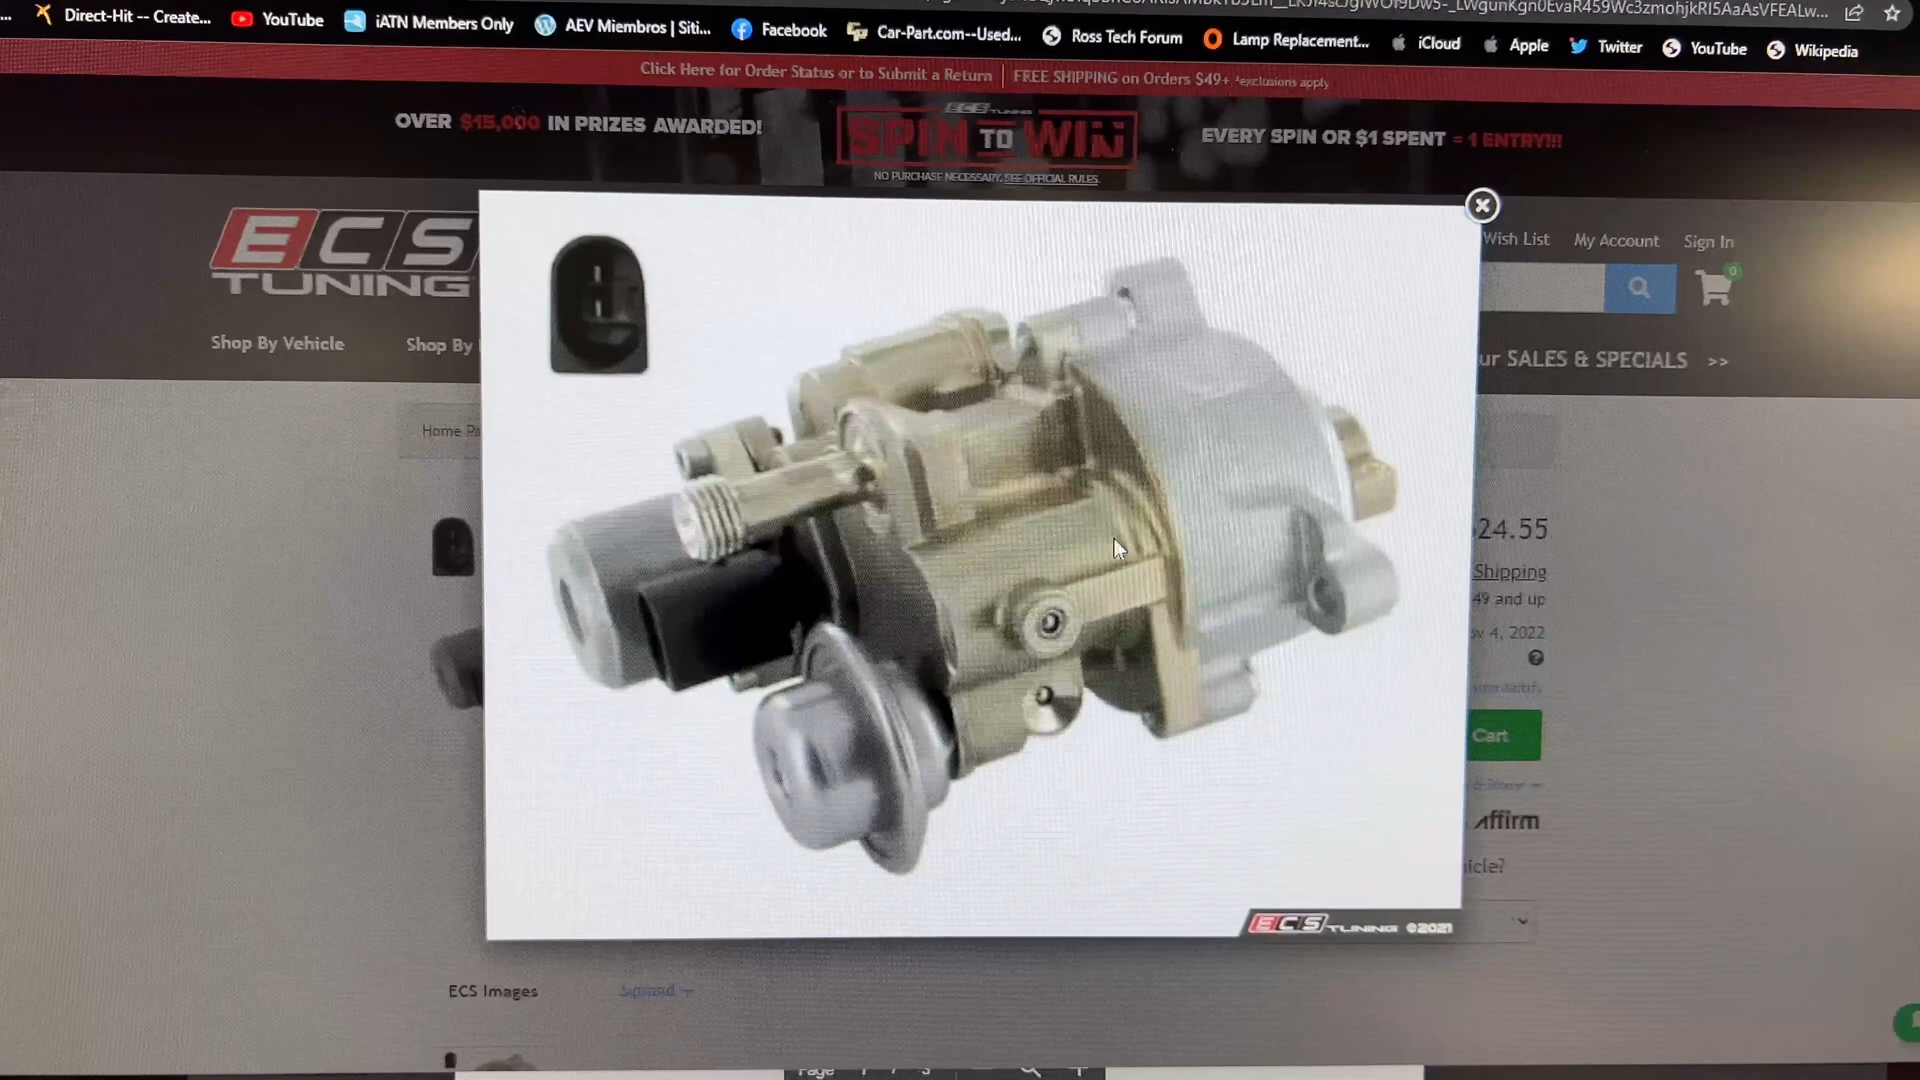 Direct-Hit -- Create...
YouTube
iATN Members Only
AEV Miembros | Siti...
Facebook
Car-Part.com--Used...
Ross Tech Forum
Lamp Replacement...
iCloud
Apple
Twitter
YouTube
Wikipedia
Click Here for Order Status or to Submit a Return | FREE SHIPPING on Orders $49+ *exclusions apply
OVER $15,000 IN PRIZES AWARDED!
ECS TUNING
SPIN TO WIN
NO PURCHASE NECESSARY. SEE OFFICIAL RULES.
EVERY SPIN OR $1 SPENT = 1 ENTRY!!!
ECS
TUNING
Wish List
My Account
Sign In
0
Shop By Vehicle
Shop By
SALES & SPECIALS >>
Home
24.55
Shipping
49 and up
4, 2022
Cart
Affirm
ECS TUNING ©2021
ECS Images
Page